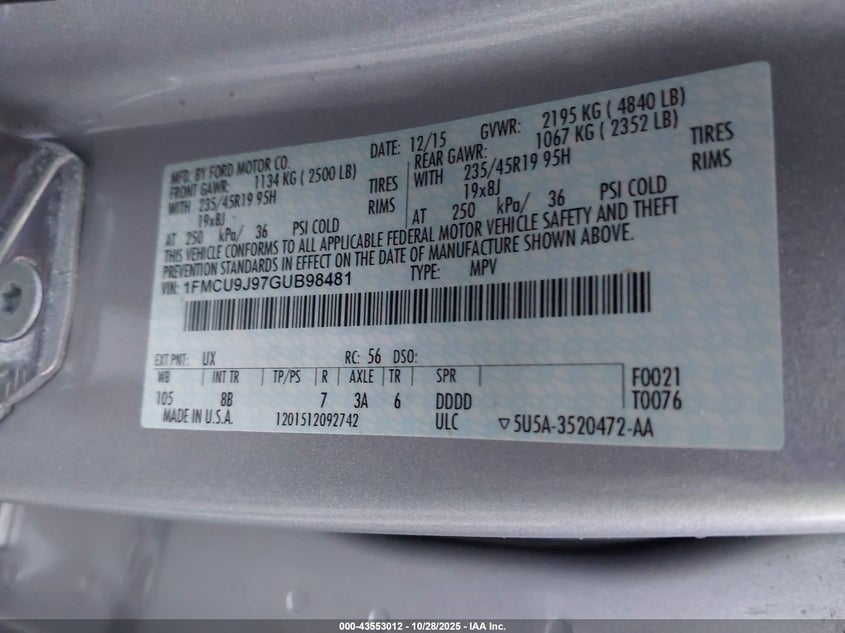 MFD. BY FORD MOTOR CO.
DATE: 12/15 GVWR: 2195 KG ( 4840 LB)
FRONT GAWR: 1134 KG ( 2500 LB)
REAR GAWR: 1067 KG ( 2352 LB)
WITH 235/45R19 95H TIRES
WITH 235/45R19 95H TIRES
19x8J RIMS
19x8J RIMS
AT 250 kPa/ 36 PSI COLD
AT 250 kPa/ 36 PSI COLD
THIS VEHICLE CONFORMS TO ALL APPLICABLE FEDERAL MOTOR VEHICLE SAFETY AND THEFT
PREVENTION STANDARDS IN EFFECT ON THE DATE OF MANUFACTURE SHOWN ABOVE.
VIN: 1FMCU9J97GUB98481 TYPE: MPV
EXT PNT: UX RC: 56 DSO:
WB INT TR TP/PS R AXLE TR SPR F0021
105 8B 7 3A 6 DDDD T0076
MADE IN U.S.A. 1201512092742 ULC ▽5U5A-3520472-AA
000-43553012 | 10/28/2025 - IAA Inc.